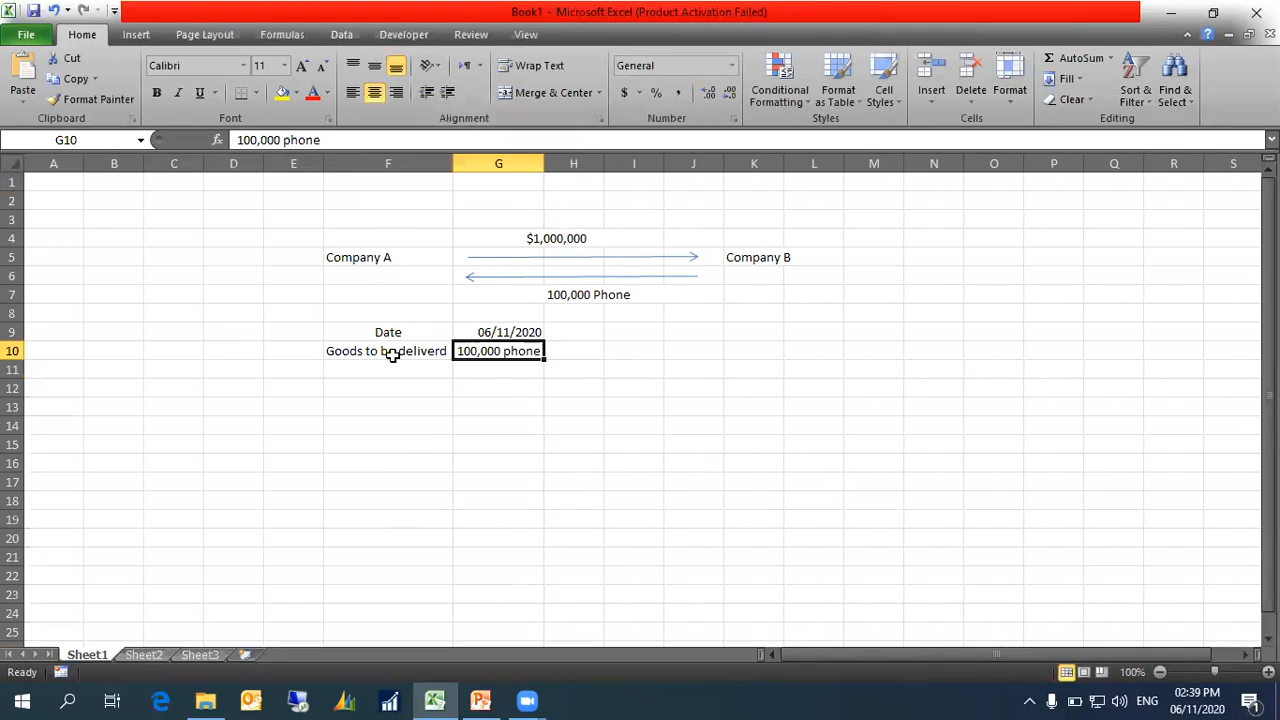 Book1 - Microsoft Excel (Product Activation Failed)
File Home Insert Page Layout Formulas Data Developer Review View
Paste
Cut
Copy
Format Painter
Clipboard
Calibri 11
B I U
Font
Wrap Text
Merge & Center
Alignment
General
$ % ,
Number
Conditional Formatting
Format as Table
Cell Styles
Styles
Insert Delete Format
Cells
AutoSum
Fill
Clear
Sort & Filter
Find & Select
Editing
G10 fx 100,000 phone
A B C D E F G H I J K L M N O P Q R S
1
2
3
4 $1,000,000
5 Company A Company B
6
7 100,000 Phone
8
9 Date 06/11/2020
10 Goods to be deliverd 100,000 phone
11
12
13
14
15
16
17
18
19
20
21
22
23
24
25
Sheet1 Sheet2 Sheet3
Ready 100%
ENG 02:39 PM
06/11/2020